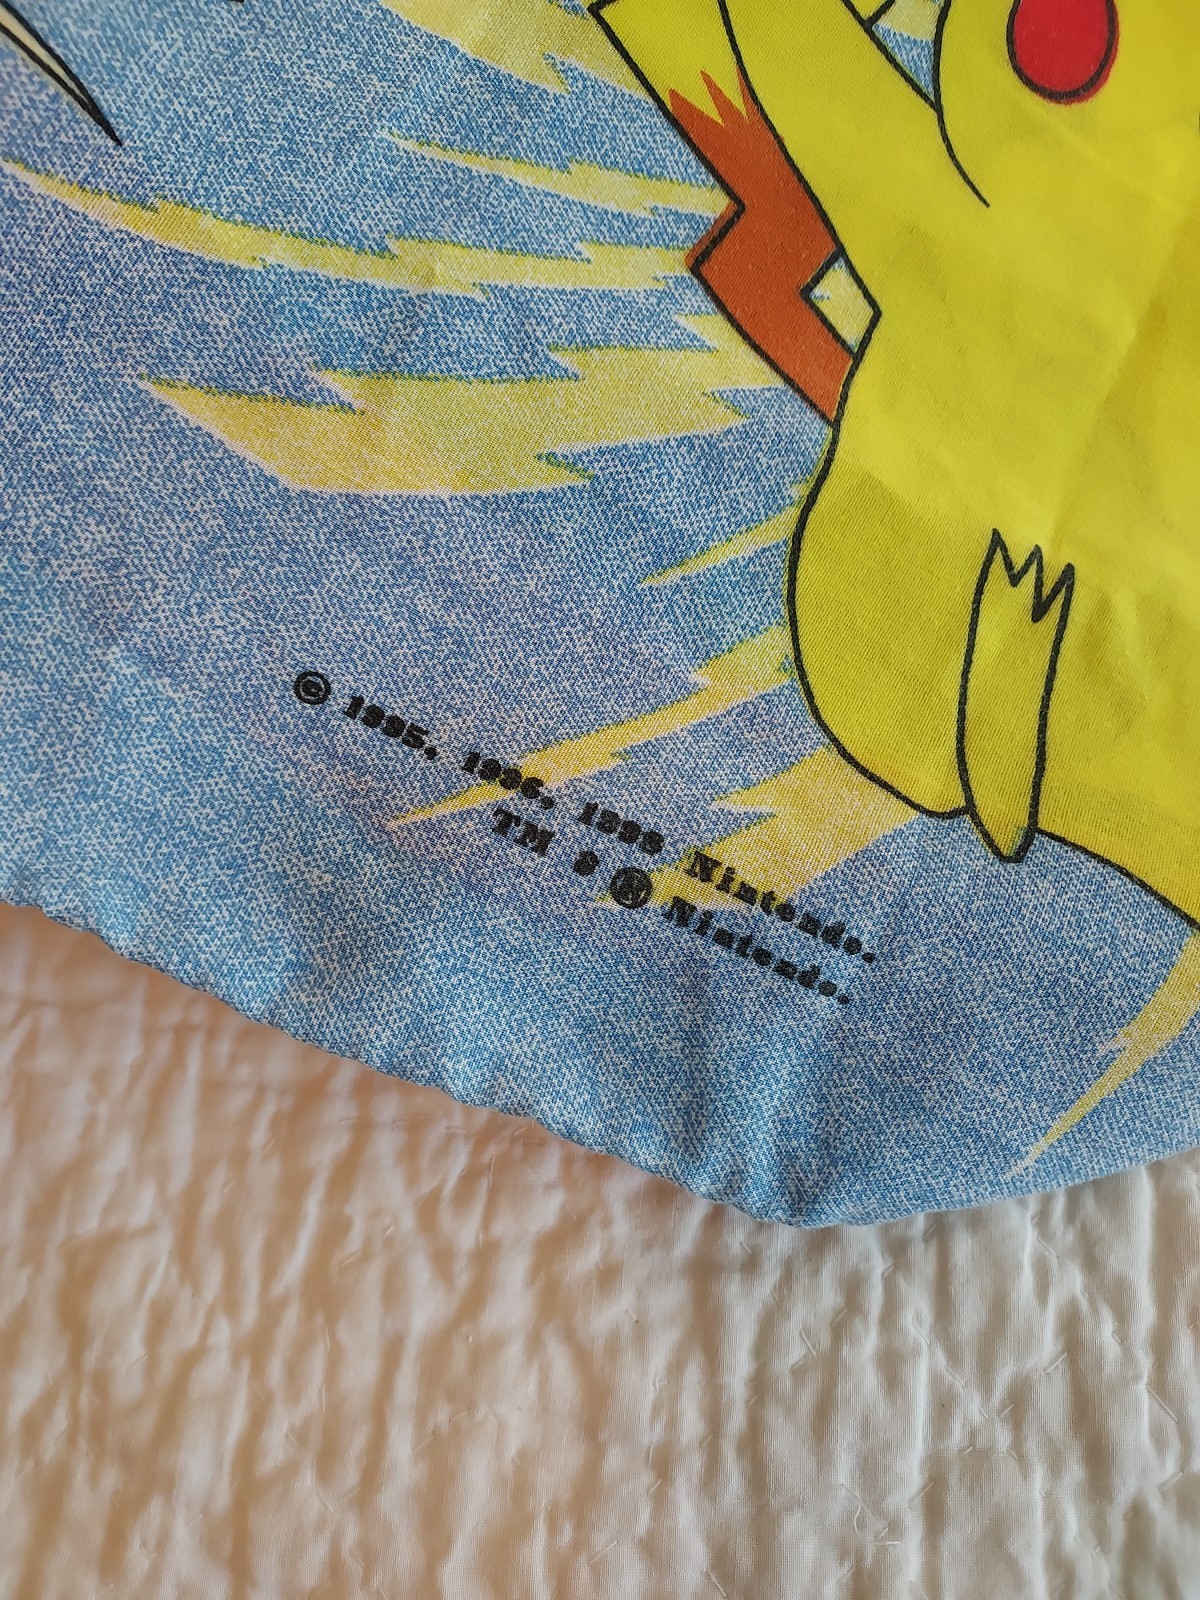 © 1995, 1996, 1998 Nintendo.
TM & ® Nintendo.